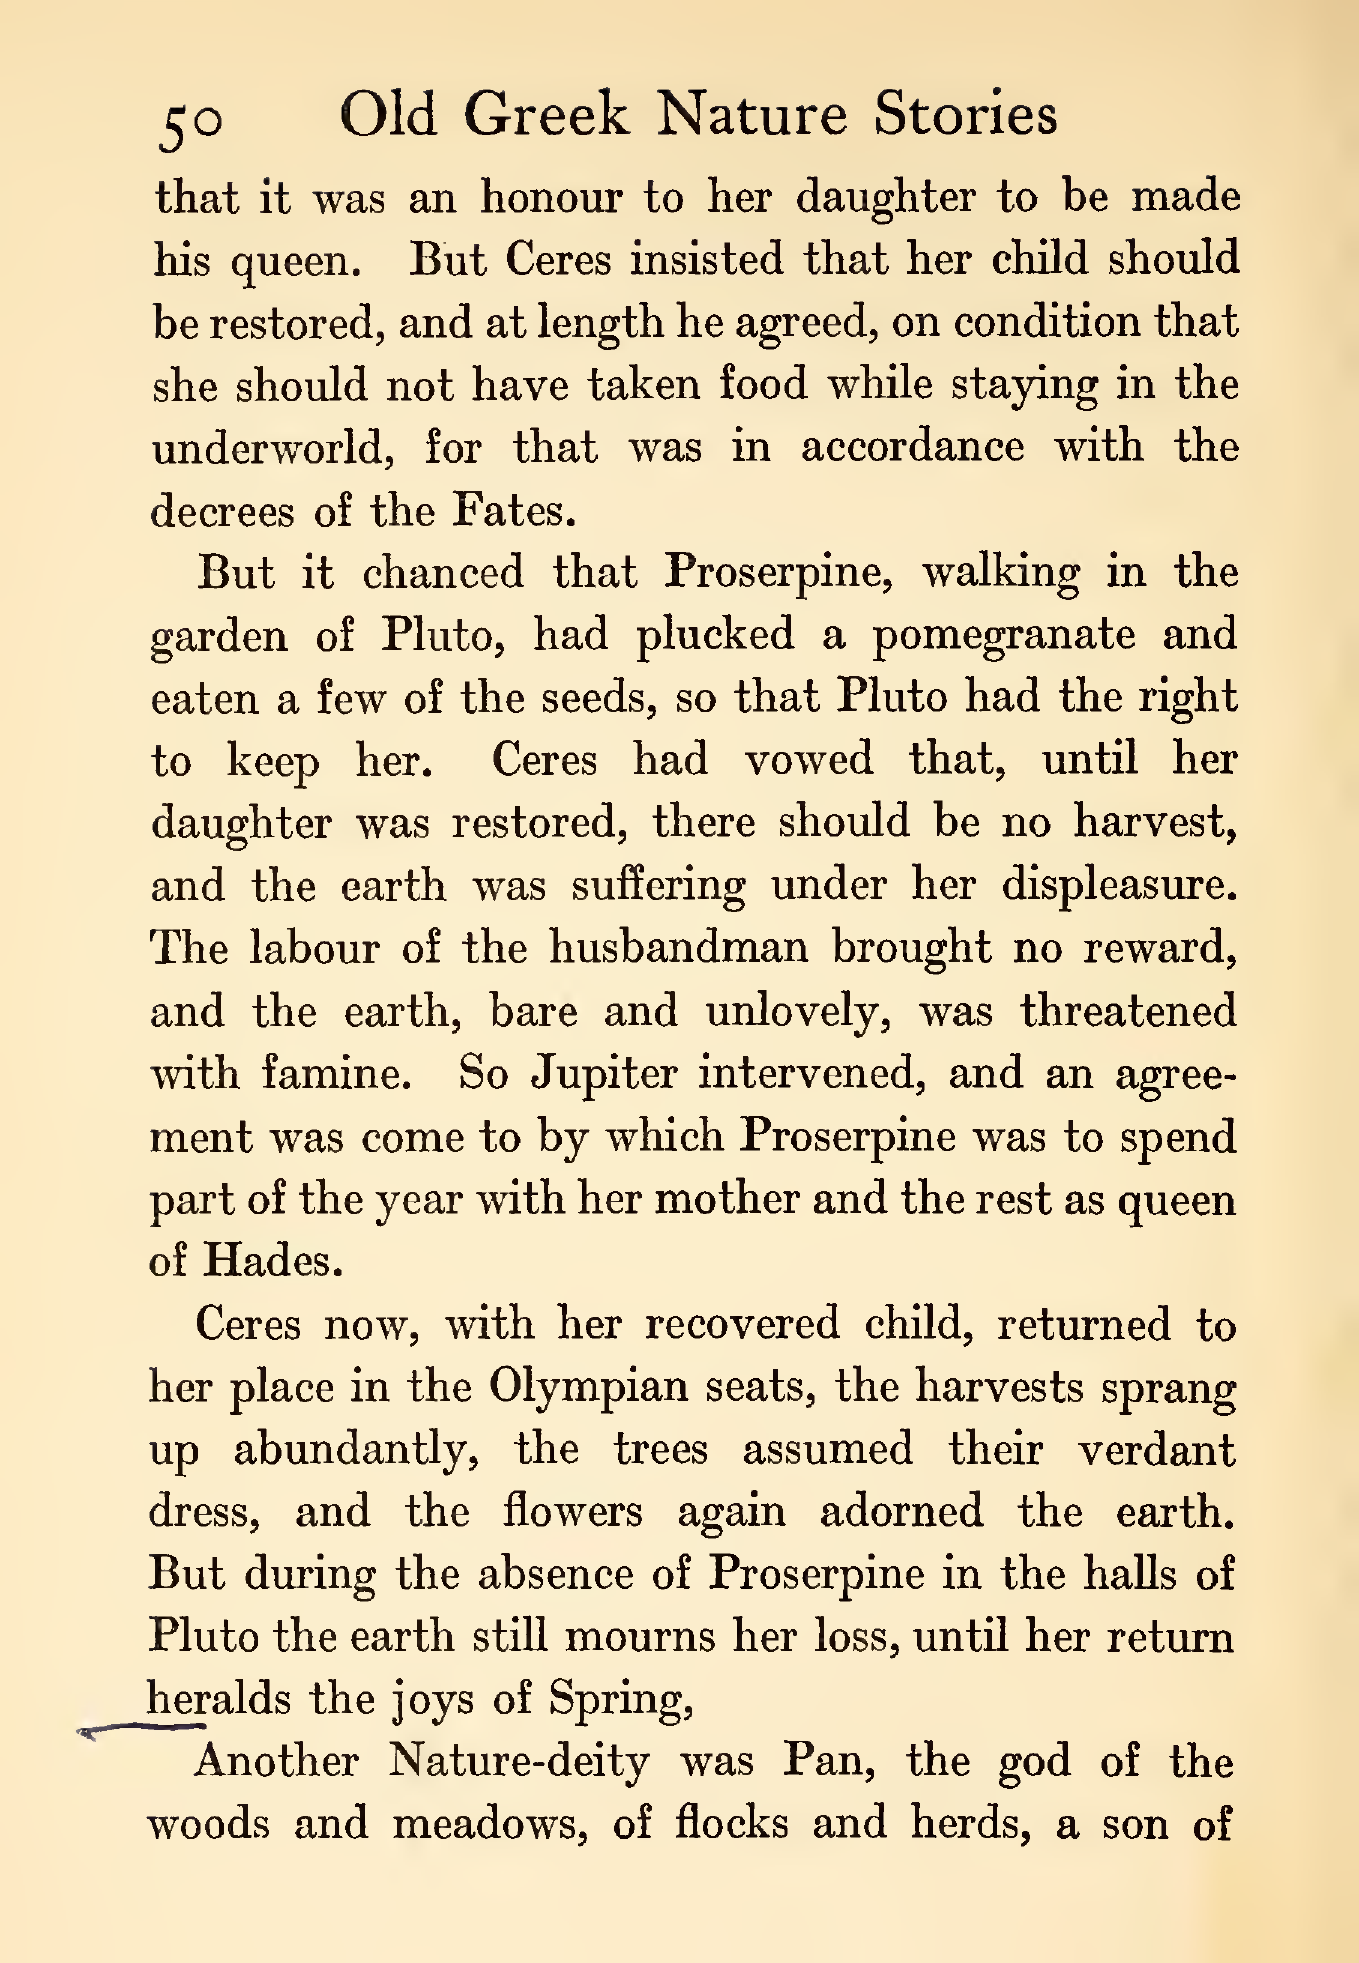 50 Old Greek Nature Stories
that it was an honour to her daughter to be made
his queen. But Ceres insisted that her child should
be restored, and at length he agreed, on condition that
she should not have taken food while staying in the
underworld, for that was in accordance with the
decrees of the Fates.
But it chanced that Proserpine, walking in the
garden of Pluto, had plucked a pomegranate and
eaten a few of the seeds, so that Pluto had the right
to keep her. Ceres had vowed that, until her
daughter was restored, there should be no harvest,
and the earth was suffering under her displeasure.
The labour of the husbandman brought no reward,
and the earth, bare and unlovely, was threatened
with famine. So Jupiter intervened, and an agree-
ment was come to by which Proserpine was to spend
part of the year with her mother and the rest as queen
of Hades.
Ceres now, with her recovered child, returned to
her place in the Olympian seats, the harvests sprang
up abundantly, the trees assumed their verdant
dress, and the flowers again adorned the earth.
But during the absence of Proserpine in the halls of
Pluto the earth still mourns her loss, until her return
heralds the joys of Spring,
Another Nature-deity was Pan, the god of the
woods and meadows, of flocks and herds, a son of